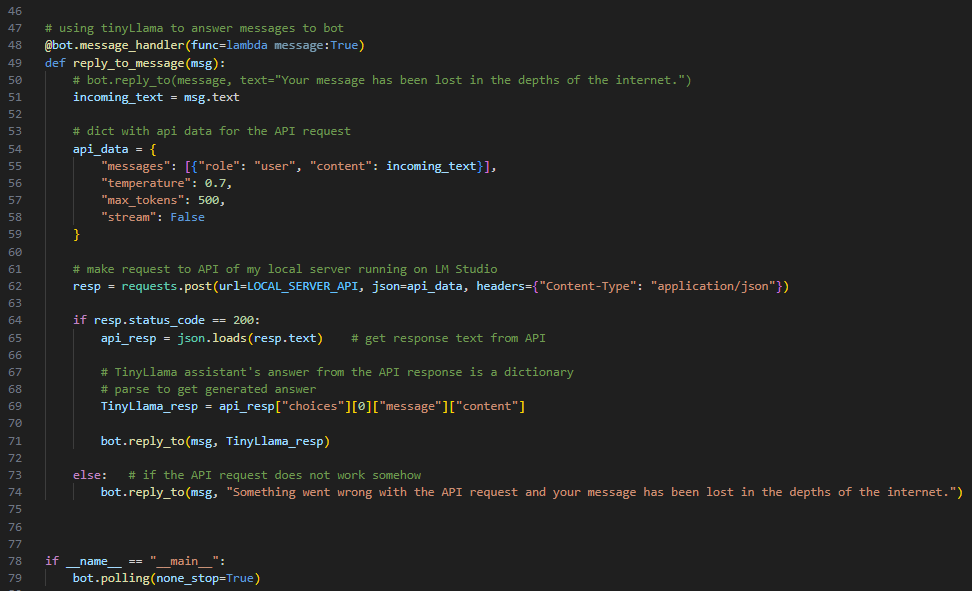 46
47 # using tinyLlama to answer messages to bot
48 @bot.message_handler(func=lambda message:True)
49 def reply_to_message(msg):
50     # bot.reply_to(message, text="Your message has been lost in the depths of the internet.")
51     incoming_text = msg.text
52
53     # dict with api data for the API request
54     api_data = {
55         "messages": [{"role": "user", "content": incoming_text}],
56         "temperature": 0.7,
57         "max_tokens": 500,
58         "stream": False
59     }
60
61     # make request to API of my local server running on LM Studio
62     resp = requests.post(url=LOCAL_SERVER_API, json=api_data, headers={"Content-Type": "application/json"})
63
64     if resp.status_code == 200:
65         api_resp = json.loads(resp.text)    # get response text from API
66
67         # TinyLlama assistant's answer from the API response is a dictionary
68         # parse to get generated answer
69         TinyLlama_resp = api_resp["choices"][0]["message"]["content"]
70
71         bot.reply_to(msg, TinyLlama_resp)
72
73     else:   # if the API request does not work somehow
74         bot.reply_to(msg, "Something went wrong with the API request and your message has been lost in the depths of the internet.")
75
76
77
78 if __name__ == "__main__":
79     bot.polling(none_stop=True)